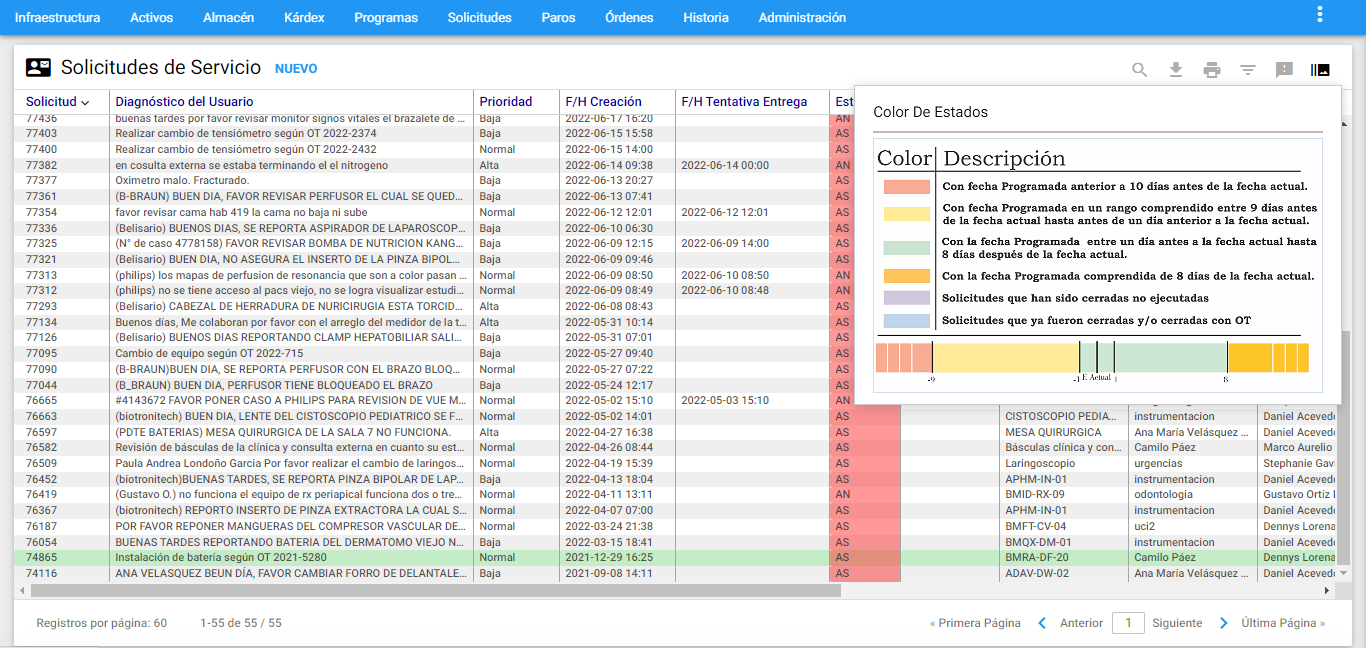 Infraestructura Activos Almacén Kárdex Programas Solicitudes Paros Órdenes Historia Administración
Solicitudes de Servicio NUEVO
Solicitud Diagnóstico del Usuario Prioridad F/H Creación F/H Tentativa Entrega Est
77436 buenas tardes por favor revisar monitor signos vitales el brazalete de ... Baja 2022-06-17 16:20 AN
77403 Realizar cambio de tensiómetro según OT 2022-2374 Baja 2022-06-15 15:58 AS
77400 Realizar cambio de tensiómetro según OT 2022-2432 Normal 2022-06-15 14:00 AS
77382 en cosulta externa se estaba terminando el el nitrogeno Alta 2022-06-14 09:38 2022-06-14 00:00 AN
77377 Oximetro malo. Fracturado. Baja 2022-06-13 20:27 AS
77361 (B-BRAUN) BUEN DIA, FAVOR REVISAR PERFUSOR EL CUAL SE QUED... Baja 2022-06-13 07:41 AS
77354 favor revisar cama hab 419 la cama no baja ni sube Normal 2022-06-12 12:01 2022-06-12 12:01 AS
77336 (Belisario) BUENOS DIAS, SE REPORTA ASPIRADOR DE LAPAROSCOP... Baja 2022-06-10 06:30 AS
77325 (N° de caso 4778158) FAVOR REVISAR BOMBA DE NUTRICION KANG... Baja 2022-06-09 12:15 2022-06-09 14:00 AS
77321 (Belisario) BUEN DIA, NO ASEGURA EL INSERTO DE LA PINZA BIPOL... Baja 2022-06-09 09:46 AS
77313 (philips) los mapas de perfusion de resonancia que son a color pasan ... Normal 2022-06-09 08:50 2022-06-10 08:50 AN
77312 (philips) no se tiene acceso al pacs viejo, no se logra visualizar estudi... Normal 2022-06-09 08:49 2022-06-10 08:48 AN
77293 (Belisario) CABEZAL DE HERRADURA DE NURICIRUGIA ESTA TORCID... Alta 2022-06-08 08:43 AS
77134 Buenos días, Me colaboran por favor con el arreglo del medidor de la t... Alta 2022-05-31 10:14 AS
77126 (Belisario) BUENOS DIAS REPORTANDO CLAMP HEPATOBILIAR SALI... Baja 2022-05-31 07:01 AS
77095 Cambio de equipo según OT 2022-715 Baja 2022-05-27 09:40 AS
77090 (B-BRAUN)BUEN DIA, SE REPORTA PERFUSOR CON EL BRAZO BLOQ... Normal 2022-05-27 07:22 AS
77044 (B_BRAUN) BUEN DIA, PERFUSOR TIENE BLOQUEADO EL BRAZO Baja 2022-05-24 12:17 AS
76665 #4143672 FAVOR PONER CASO A PHILIPS PARA REVISION DE VUE M... Normal 2022-05-02 15:10 2022-05-03 15:10 AN
76663 (biotronitech) BUEN DIA, LENTE DEL CISTOSCOPIO PEDIATRICO SE F... Normal 2022-05-02 14:01 AS CISTOSCOPIO PEDIA... instrumentacion Daniel Acevedo
76597 (PDTE BATERIAS) MESA QUIRURGICA DE LA SALA 7 NO FUNCIONA. Alta 2022-04-27 16:38 AS MESA QUIRURGICA Ana María Velásquez ... Daniel Acevedo
76582 Revisión de básculas de la clínica y consulta externa en cuanto su est... Normal 2022-04-26 08:44 AS Básculas clínica y con... Camilo Páez Marco Aurelio
76509 Paula Andrea Londoño Garcia Por favor realizar el cambio de laringos... Normal 2022-04-19 15:39 AS Laringoscopio urgencias Stephanie Gav
76452 (biotronitech)BUENAS TARDES, SE REPORTA PINZA BIPOLAR DE LAP... Baja 2022-04-13 18:04 AS APHM-IN-01 instrumentacion Daniel Acevedo
76419 (Gustavo O.) no funciona el equipo de rx periapical funciona dos o tre... Normal 2022-04-11 13:11 AN BMID-RX-09 odontologia Gustavo Ortíz
76367 (biotronitech) REPORTO INSERTO DE PINZA EXTRACTORA LA CUAL S... Normal 2022-04-07 07:00 AS APHM-IN-01 instrumentacion Daniel Acevedo
76187 POR FAVOR REPONER MANGUERAS DEL COMPRESOR VASCULAR DE... Normal 2022-03-24 21:38 AS BMFT-CV-04 uci2 Dennys Lorena
76054 BUENAS TARDES REPORTANDO BATERIA DEL DERMATOMO VIEJO N... Baja 2022-03-15 18:41 AS BMQX-DM-01 instrumentacion Daniel Acevedo
74865 Instalación de batería según OT 2021-5280 Normal 2021-12-29 16:25 AS BMRA-DF-20 Camilo Páez Dennys Lorena
74116 ANA VELASQUEZ BEUN DÍA, FAVOR CAMBIAR FORRO DE DELANTALE... Baja 2021-09-08 14:11 AS ADAV-DW-02 Ana María Velásquez ... Daniel Acevedo
Color De Estados
Color Descripción
Con fecha Programada anterior a 10 días antes de la fecha actual.
Con fecha Programada en un rango comprendido entre 9 días antes
de la fecha actual hasta antes de un día anterior a la fecha actual.
Con la fecha Programada entre un día antes a la fecha actual hasta
8 días después de la fecha actual.
Con la fecha Programada comprendida de 8 días de la fecha actual.
Solicitudes que han sido cerradas no ejecutadas
Solicitudes que ya fueron cerradas y/o cerradas con OT
-9 -1 F. Actual 1 8
Registros por página: 60 1-55 de 55 / 55 « Primera Página Anterior 1 Siguiente Última Página »